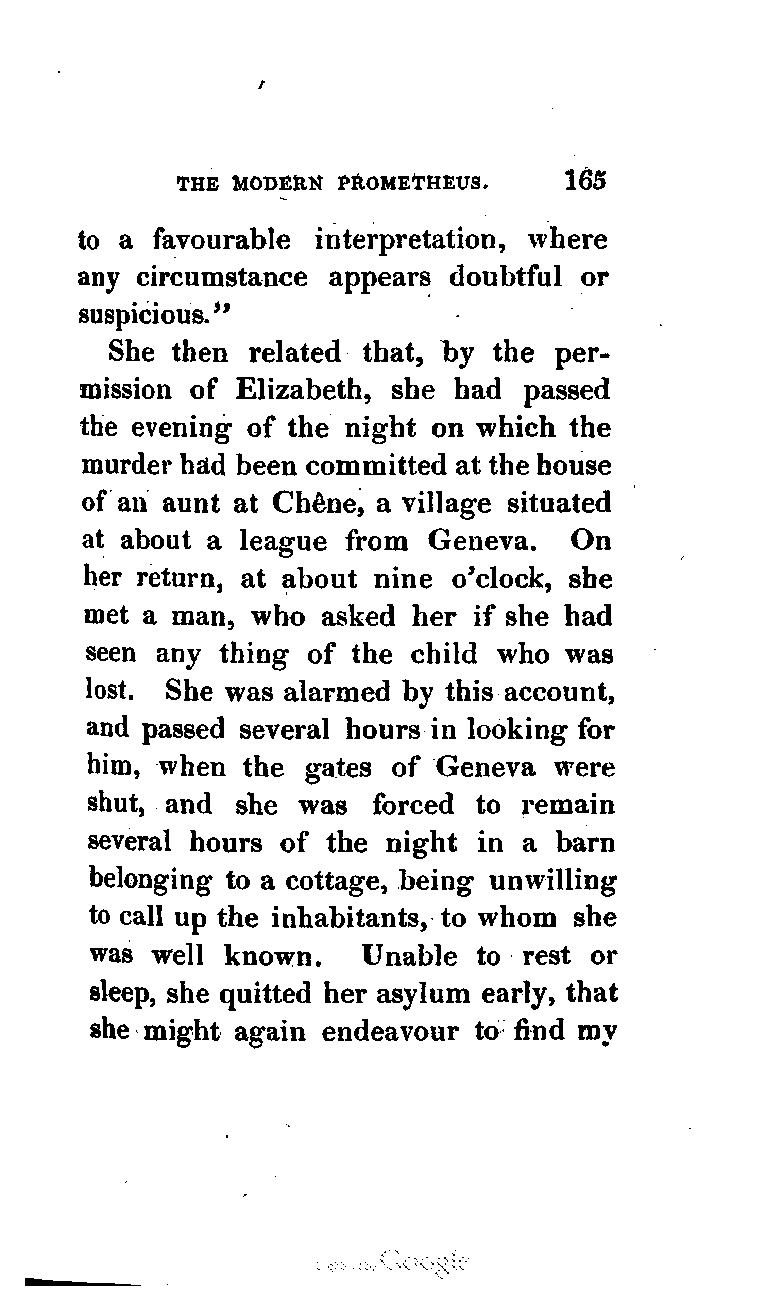 THE MODERN PROMETHEUS. 165
to a favourable interpretation, where
any circumstance appears doubtful or
suspicious."
She then related that, by the per-
mission of Elizabeth, she had passed
the evening of the night on which the
murder had been committed at the house
of an aunt at Chêne, a village situated
at about a league from Geneva. On
her return, at about nine o'clock, she
met a man, who asked her if she had
seen any thing of the child who was
lost. She was alarmed by this account,
and passed several hours in looking for
him, when the gates of Geneva were
shut, and she was forced to remain
several hours of the night in a barn
belonging to a cottage, being unwilling
to call up the inhabitants, to whom she
was well known. Unable to rest or
sleep, she quitted her asylum early, that
she might again endeavour to find my
Google